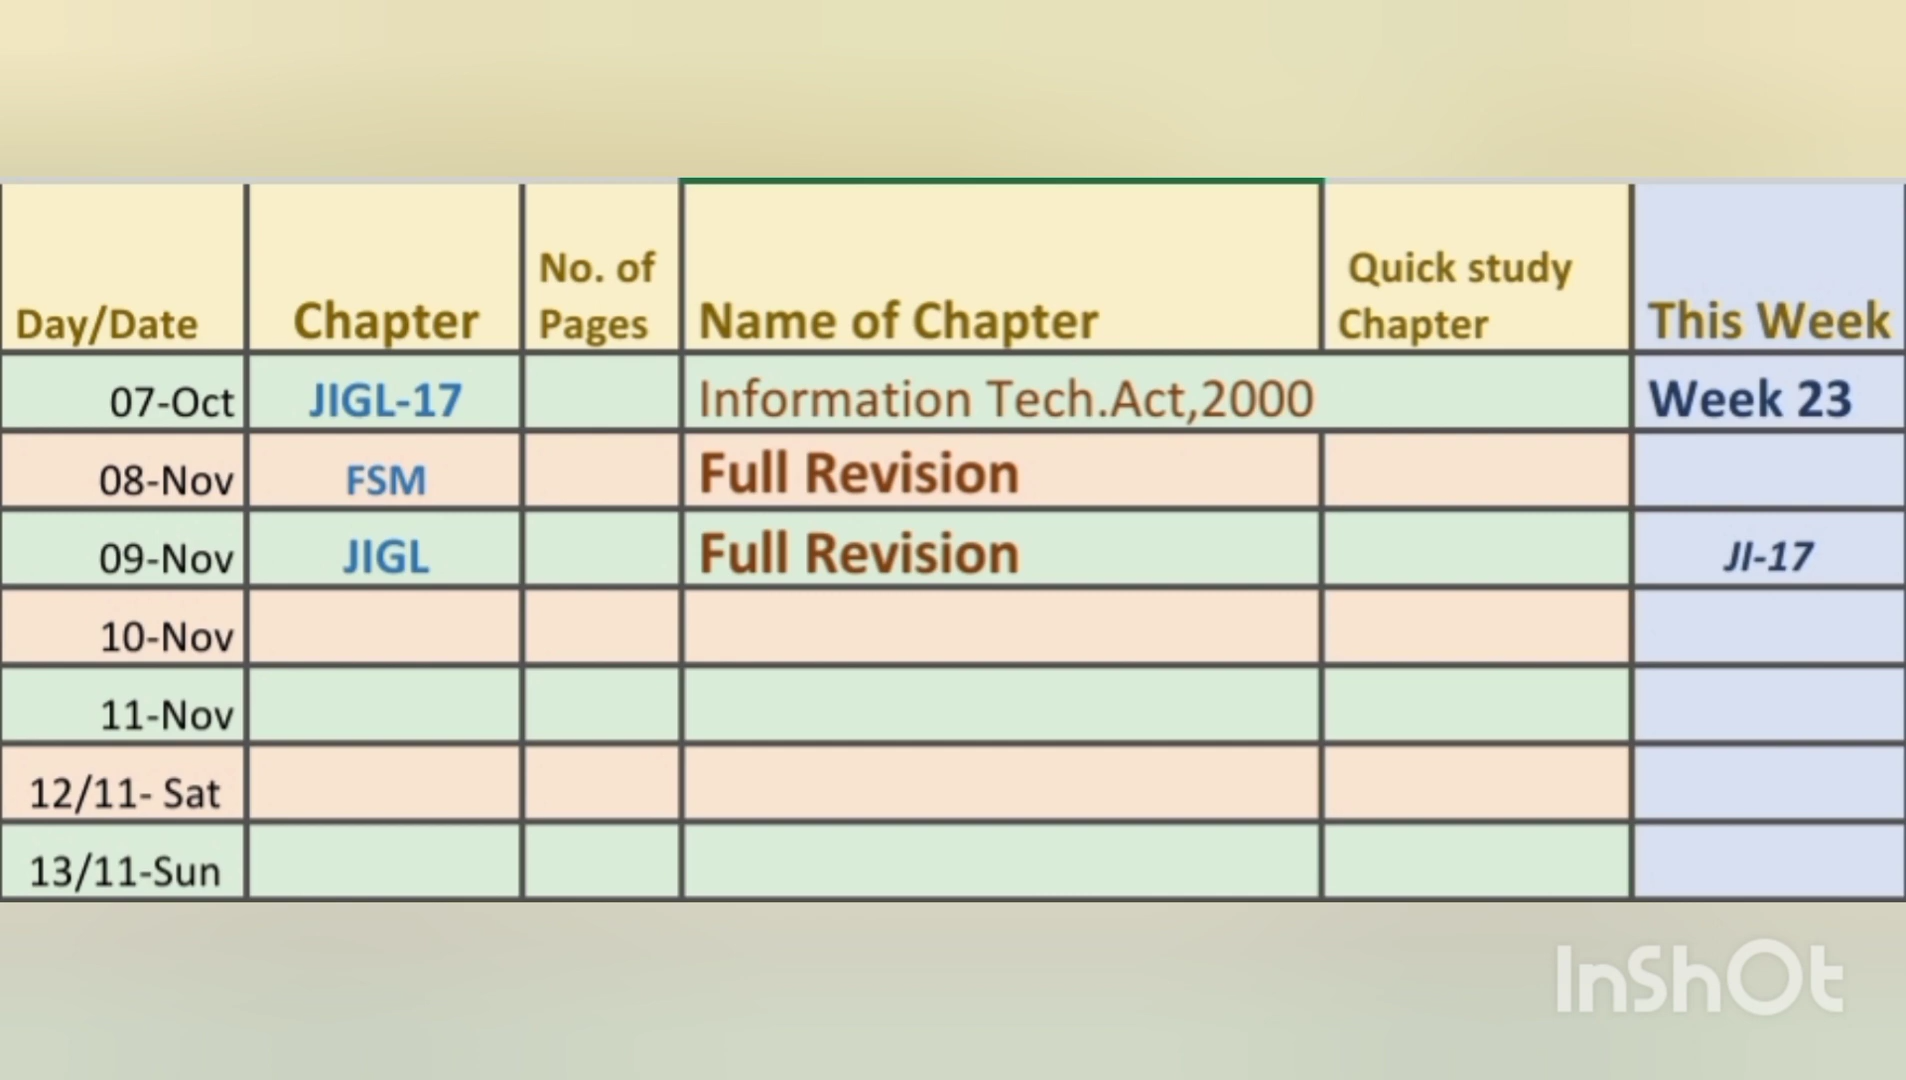 Day/Date Chapter No. of Pages Name of Chapter Quick study Chapter This Week
07-Oct JIGL-17 Information Tech.Act,2000 Week 23
08-Nov FSM Full Revision
09-Nov JIGL Full Revision JI-17
10-Nov
11-Nov
12/11- Sat
13/11-Sun
InShOt